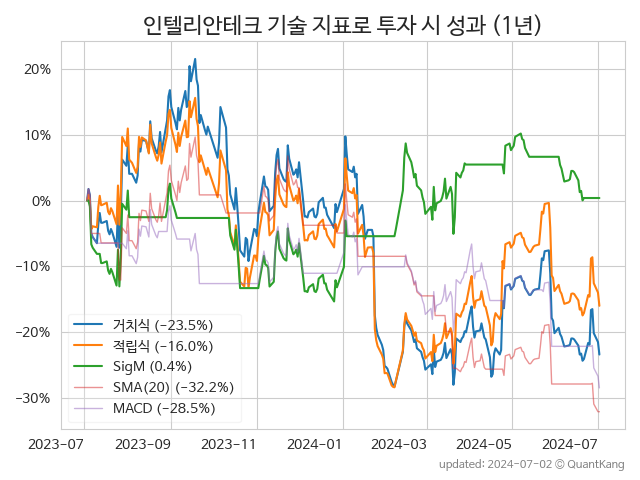 인텔리안테크 기술 지표로 투자 시 성과 (1년)
20%
10%
0%
−10%
−20%
−30%
거치식 (−23.5%)
적립식 (−16.0%)
SigM (0.4%)
SMA(20) (−32.2%)
MACD (−28.5%)
2023-07
2023-09
2023-11
2024-01
2024-03
2024-05
2024-07
updated: 2024-07-02 © QuantKang